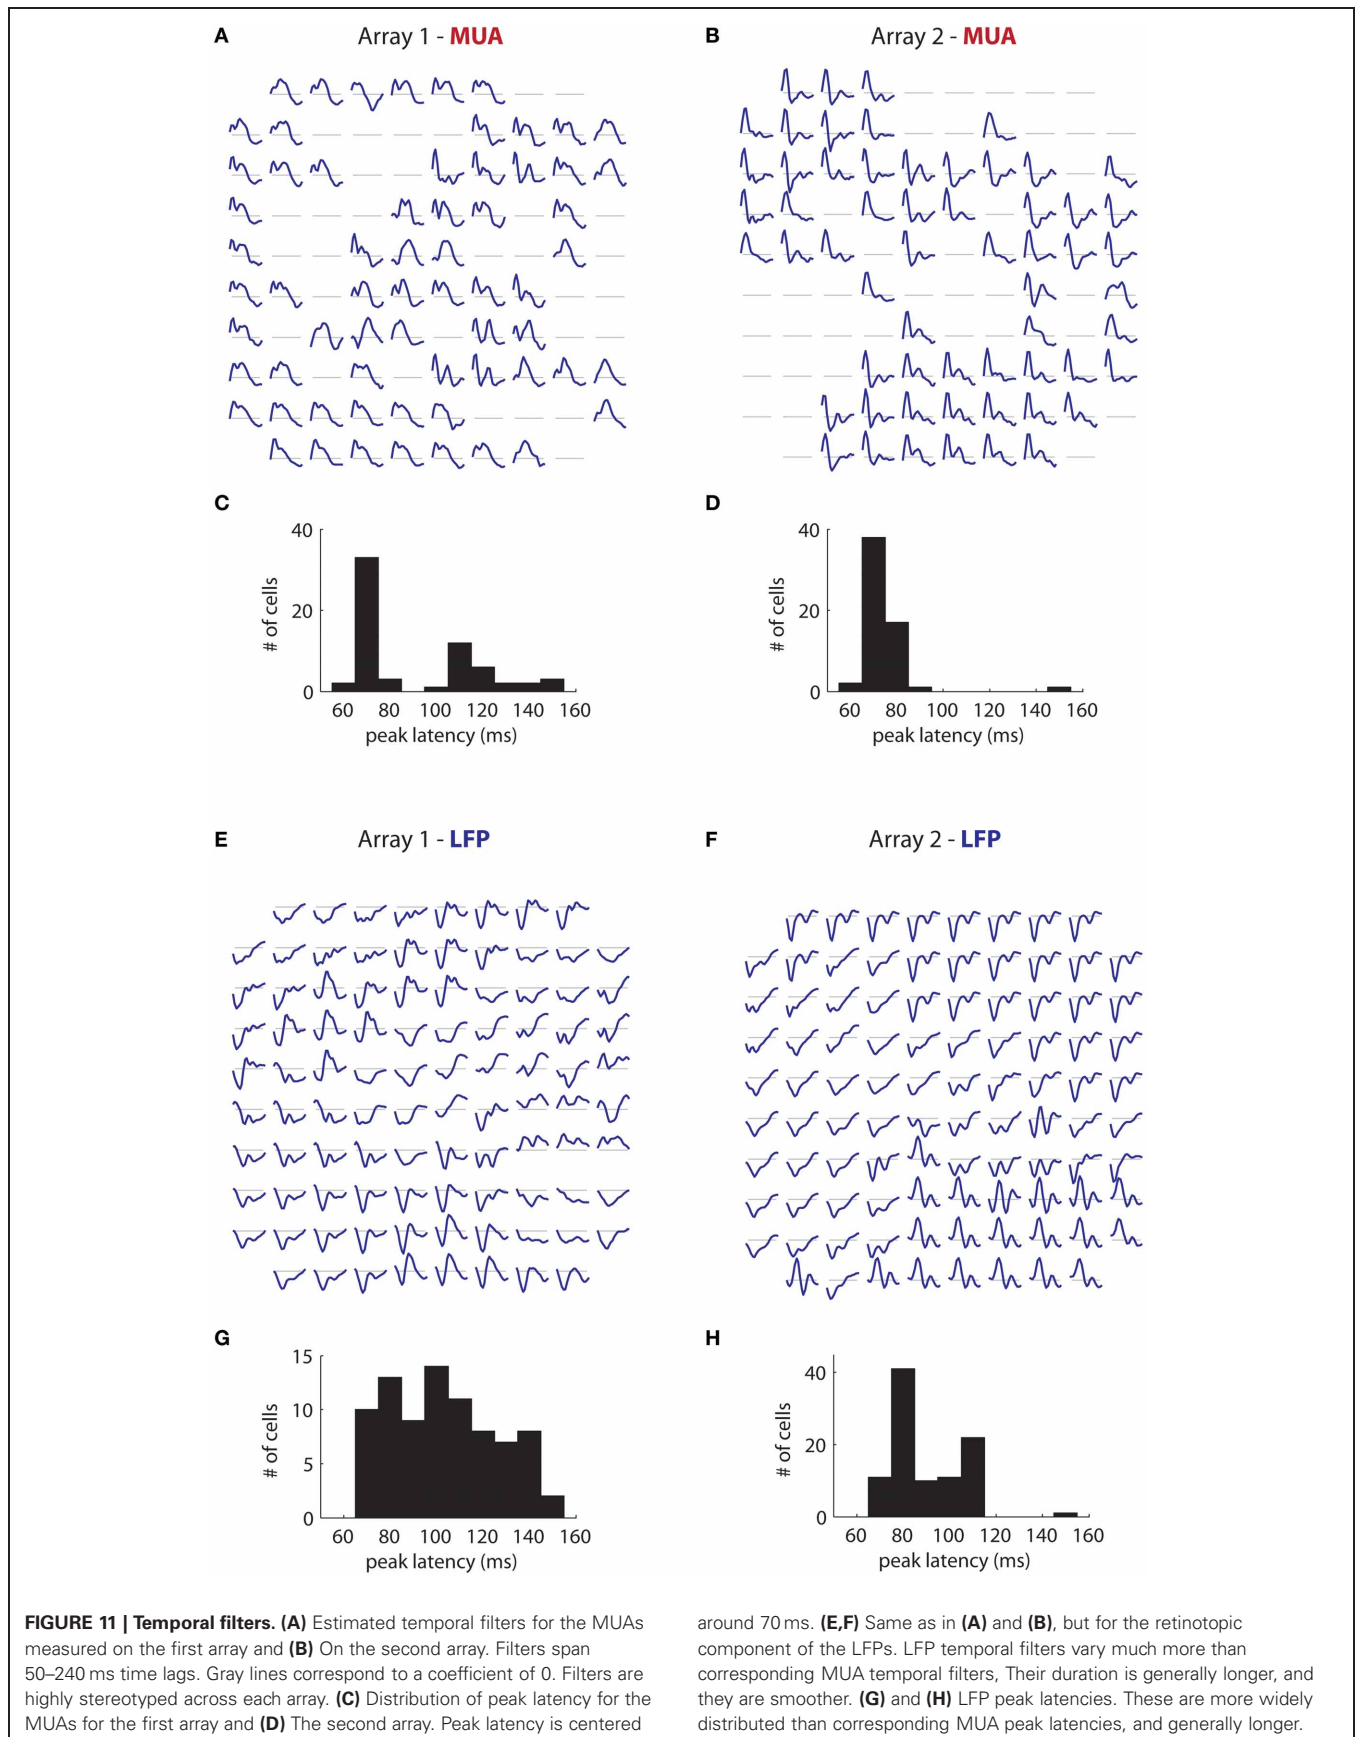 A
Array 1 - MUA
B
Array 2 - MUA
C
40
20
0
# of cells
60 80 100 120 140 160
peak latency (ms)
D
40
20
0
# of cells
60 80 100 120 140 160
peak latency (ms)
E
Array 1 - LFP
F
Array 2 - LFP
G
15
10
5
0
# of cells
60 80 100 120 140 160
peak latency (ms)
H
40
20
0
# of cells
60 80 100 120 140 160
peak latency (ms)
FIGURE 11 | Temporal filters. (A) Estimated temporal filters for the MUAs
measured on the first array and (B) On the second array. Filters span
50–240 ms time lags. Gray lines correspond to a coefficient of 0. Filters are
highly stereotyped across each array. (C) Distribution of peak latency for the
MUAs for the first array and (D) The second array. Peak latency is centered
around 70 ms. (E,F) Same as in (A) and (B), but for the retinotopic
component of the LFPs. LFP temporal filters vary much more than
corresponding MUA temporal filters, Their duration is generally longer, and
they are smoother. (G) and (H) LFP peak latencies. These are more widely
distributed than corresponding MUA peak latencies, and generally longer.